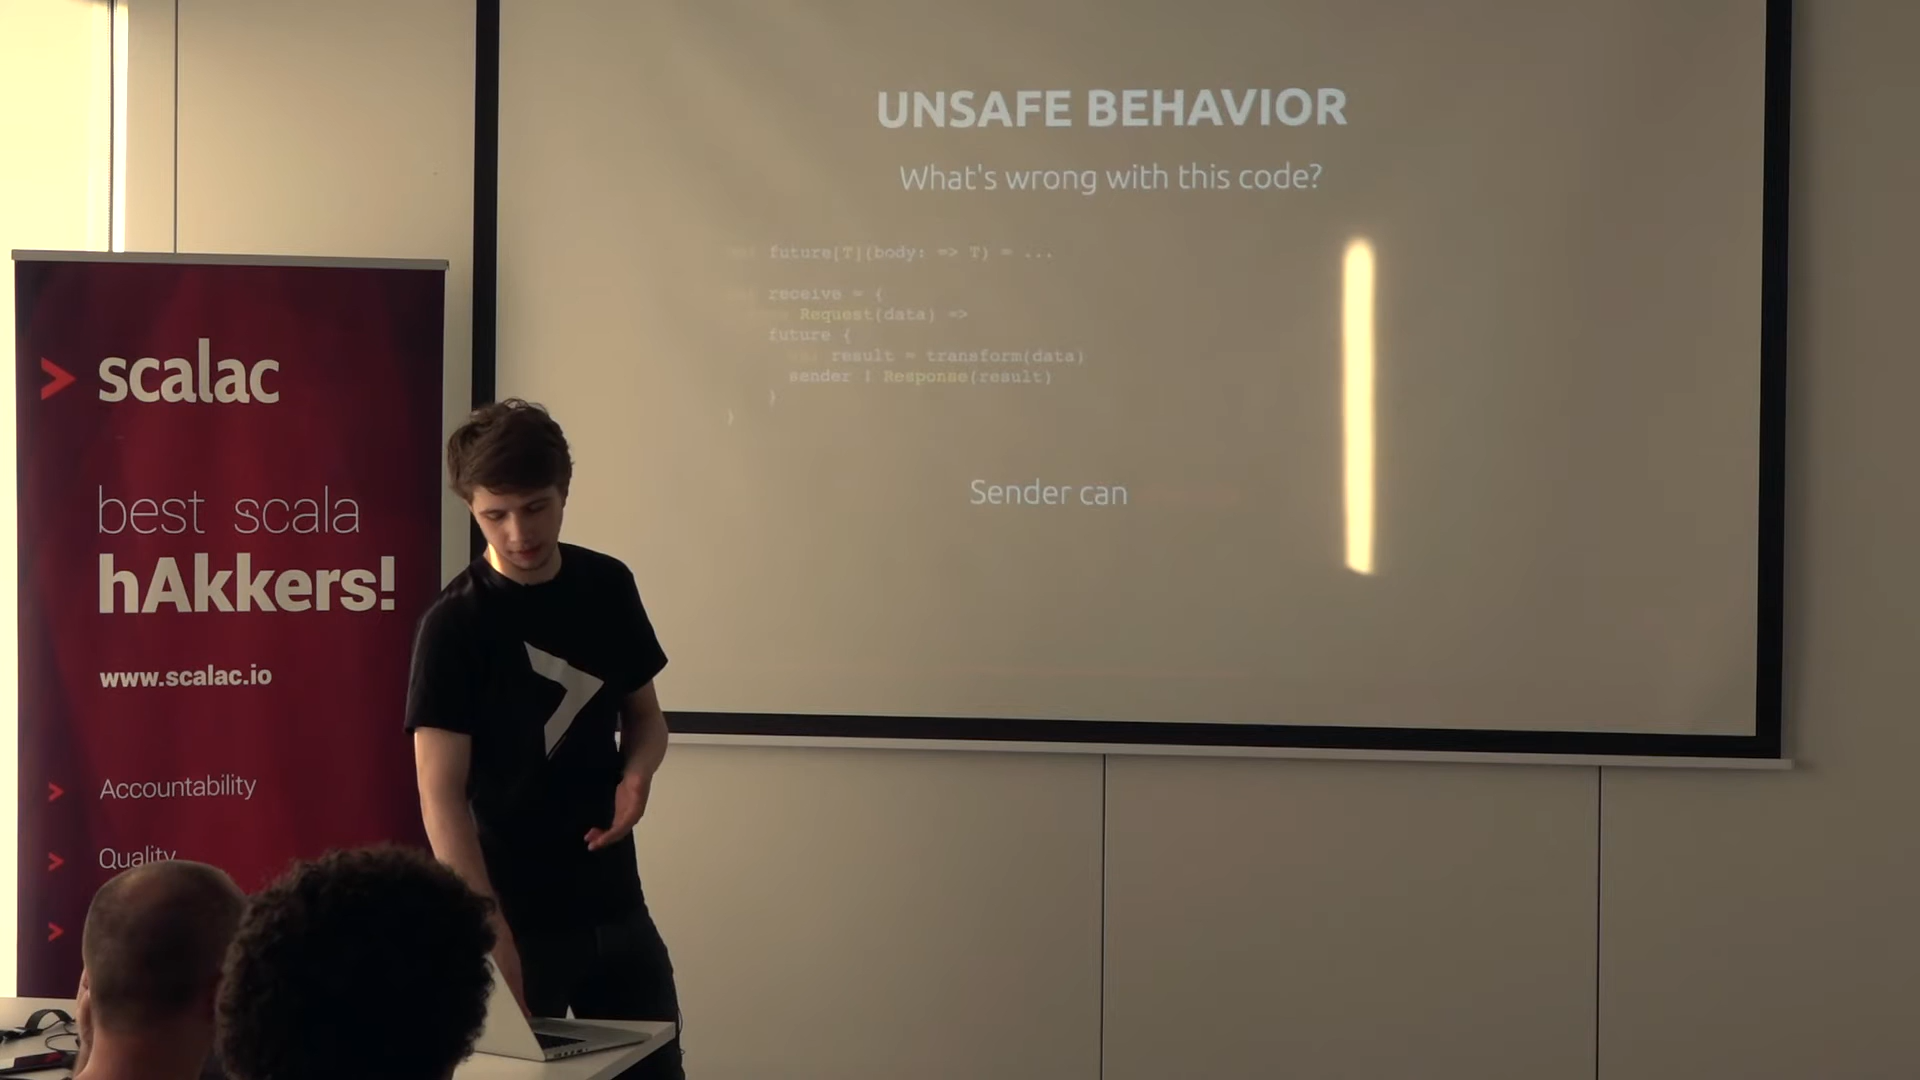 UNSAFE BEHAVIOR
What's wrong with this code?
future[T](body: => T) = ...
receive = {
Request(data) =>
future {
result = transform(data)
sender ! Response(result)
}
}
Sender can
scalac
best scala
hAkkers!
www.scalac.io
Accountability
Quality